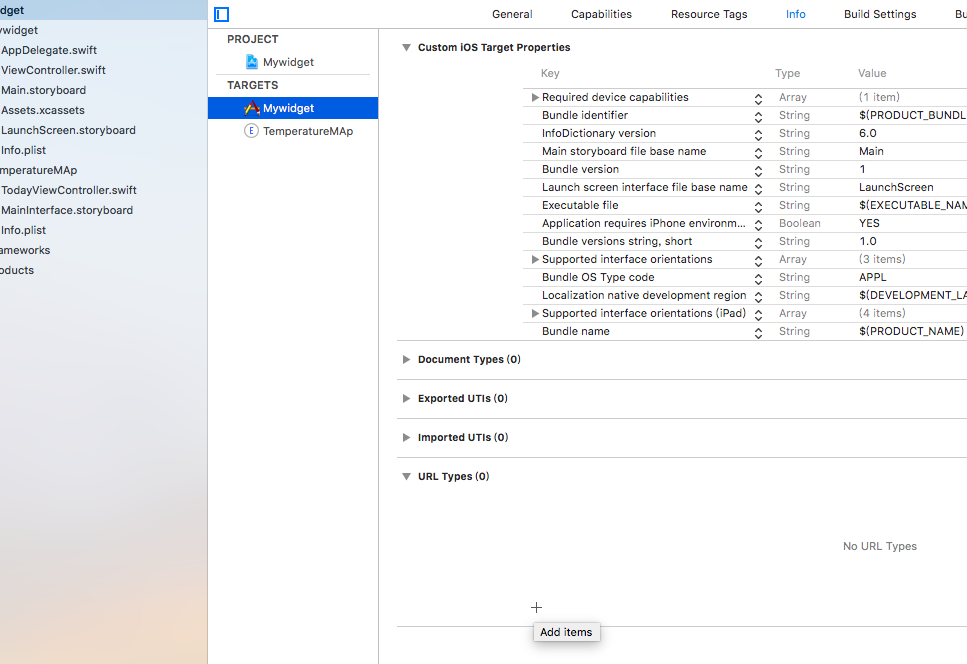 dget
General Capabilities Resource Tags Info Build Settings Bu
ywidget
AppDelegate.swift
ViewController.swift
Main.storyboard
Assets.xcassets
LaunchScreen.storyboard
Info.plist
mperatureMAp
TodayViewController.swift
MainInterface.storyboard
Info.plist
ameworks
oducts
PROJECT
Mywidget
TARGETS
Mywidget
E TemperatureMAp
Custom iOS Target Properties
Key Type Value
Required device capabilities Array (1 item)
Bundle identifier String $(PRODUCT_BUNDL
InfoDictionary version String 6.0
Main storyboard file base name String Main
Bundle version String 1
Launch screen interface file base name String LaunchScreen
Executable file String $(EXECUTABLE_NAM
Application requires iPhone environm... Boolean YES
Bundle versions string, short String 1.0
Supported interface orientations Array (3 items)
Bundle OS Type code String APPL
Localization native development region String $(DEVELOPMENT_LA
Supported interface orientations (iPad) Array (4 items)
Bundle name String $(PRODUCT_NAME)
Document Types (0)
Exported UTIs (0)
Imported UTIs (0)
URL Types (0)
No URL Types
Add items